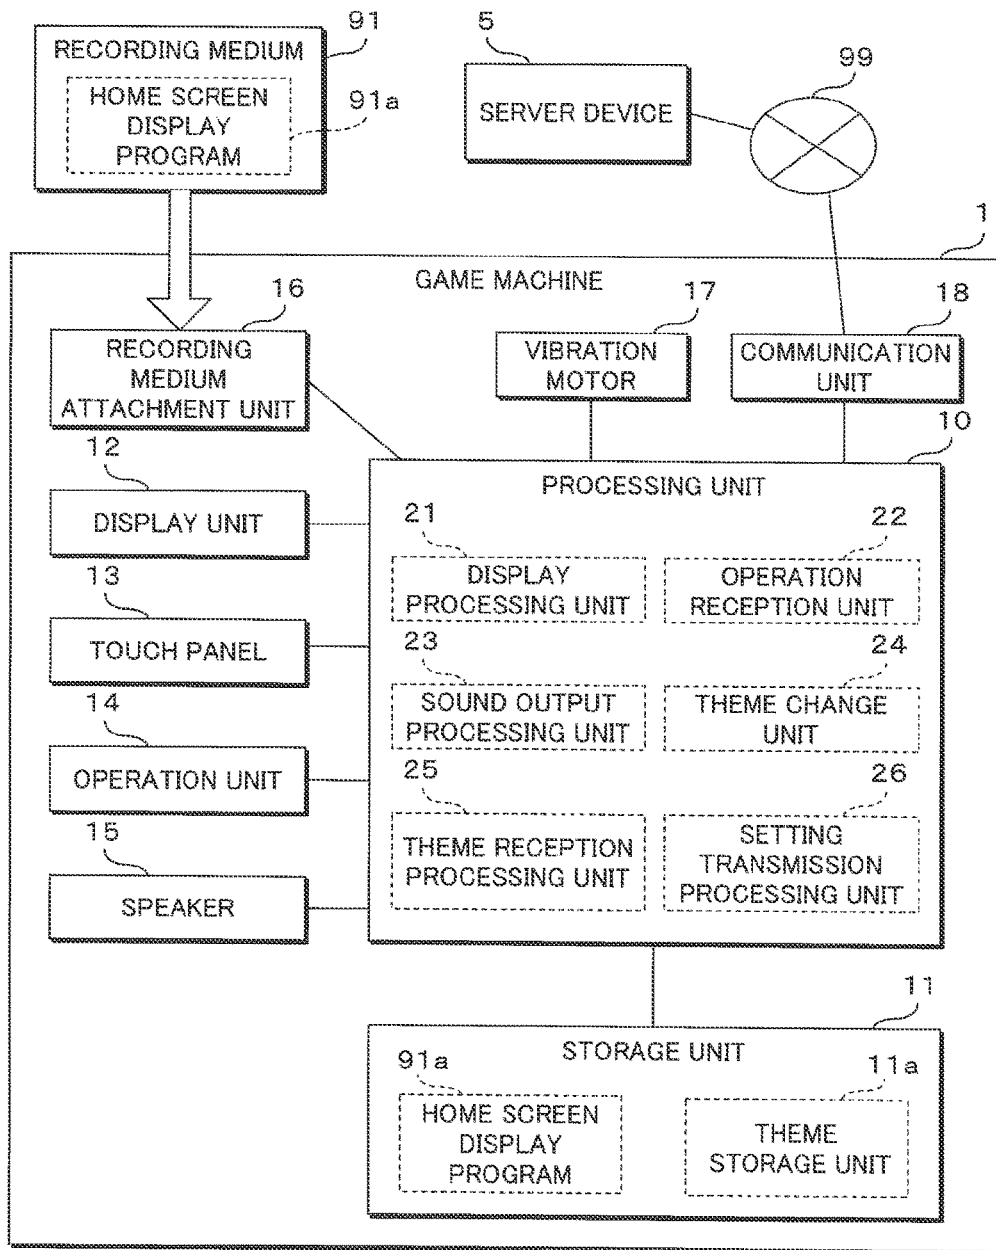 91
RECORDING MEDIUM
91a
HOME SCREEN
DISPLAY
PROGRAM
5
SERVER DEVICE
99
1
GAME MACHINE
16
RECORDING
MEDIUM
ATTACHMENT UNIT
17
VIBRATION
MOTOR
18
COMMUNICATION
UNIT
12
DISPLAY UNIT
13
TOUCH PANEL
14
OPERATION UNIT
15
SPEAKER
10
PROCESSING UNIT
21
DISPLAY
PROCESSING UNIT
22
OPERATION
RECEPTION UNIT
23
SOUND OUTPUT
PROCESSING UNIT
24
THEME CHANGE
UNIT
25
THEME RECEPTION
PROCESSING UNIT
26
SETTING
TRANSMISSION
PROCESSING UNIT
11
STORAGE UNIT
91a
HOME SCREEN
DISPLAY
PROGRAM
11a
THEME
STORAGE UNIT